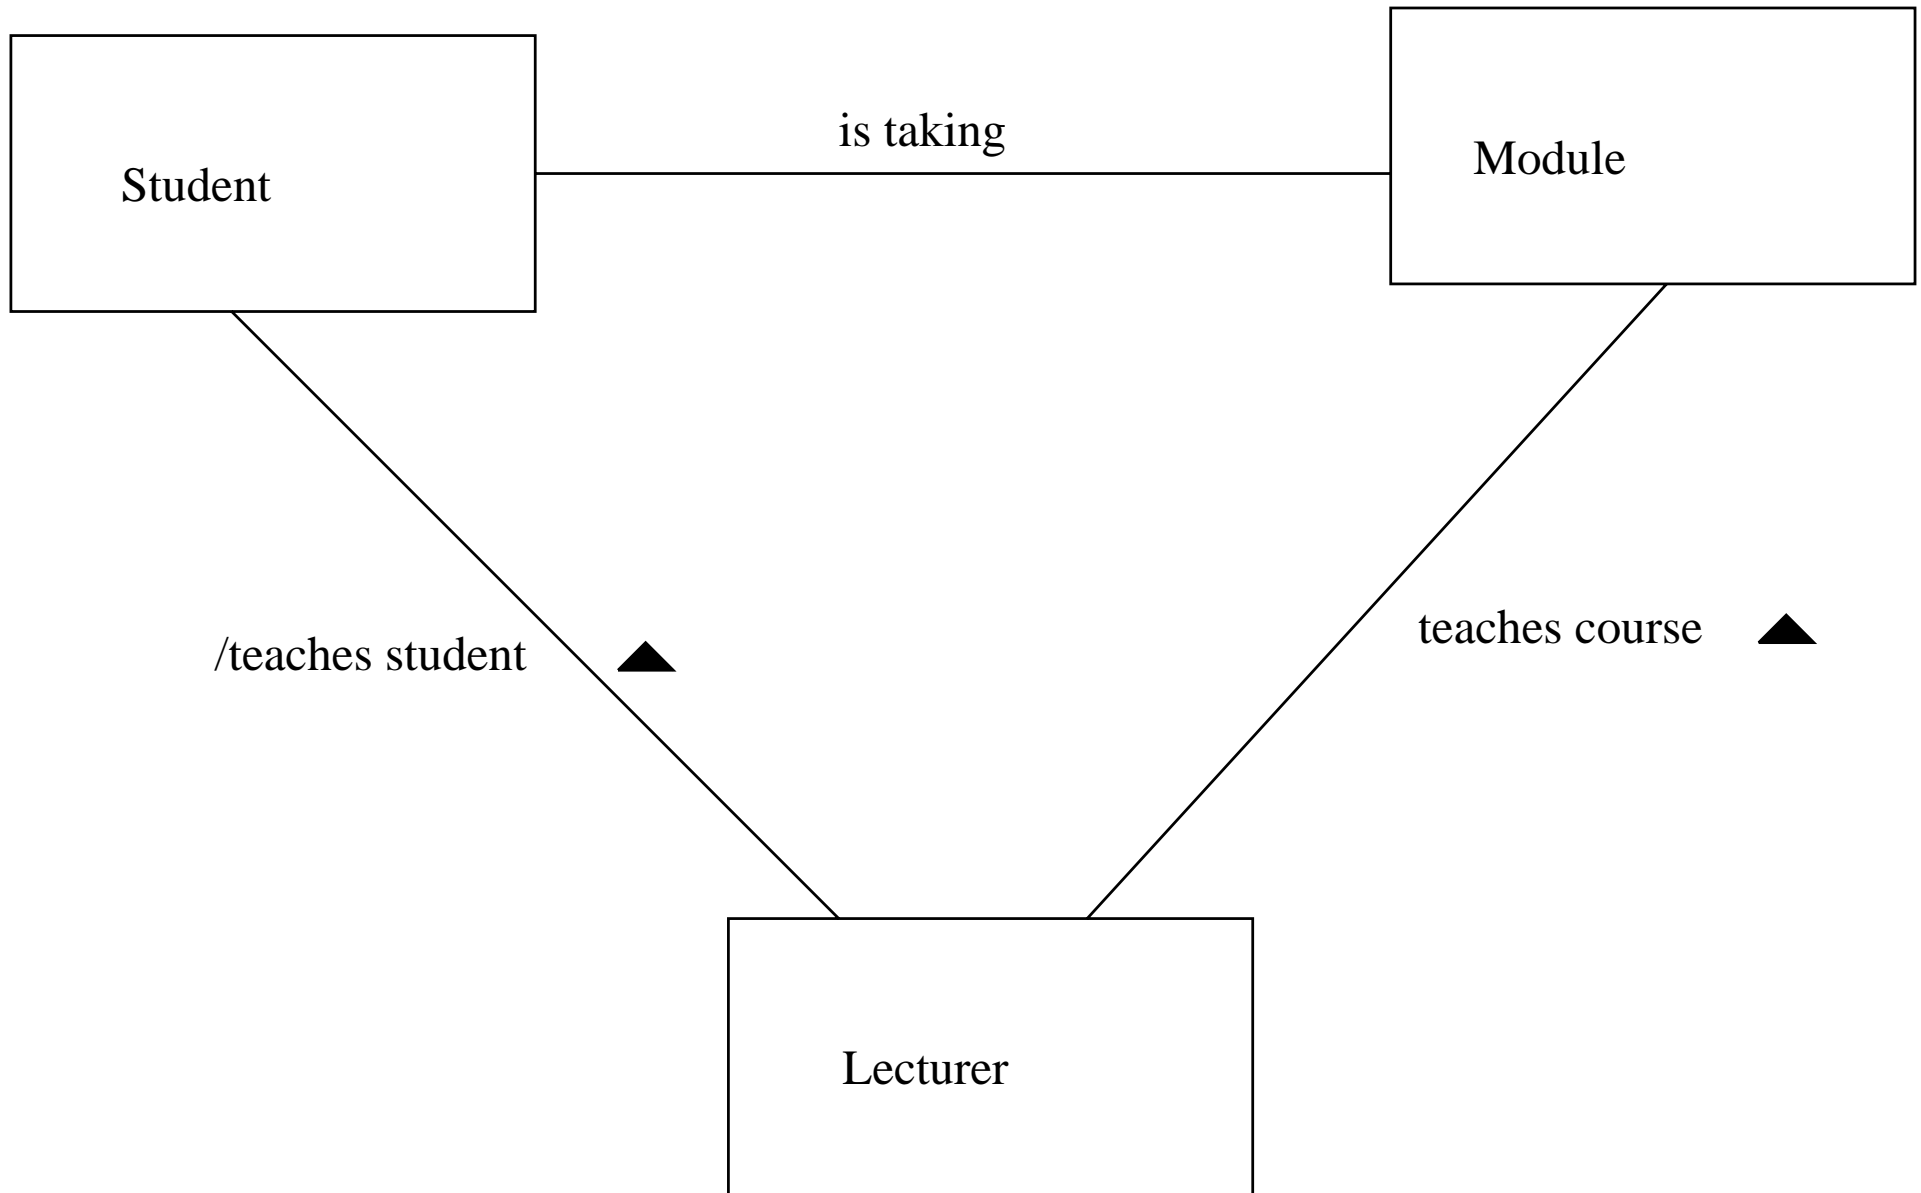 is taking
Student
Module
/teaches student
teaches course
Lecturer